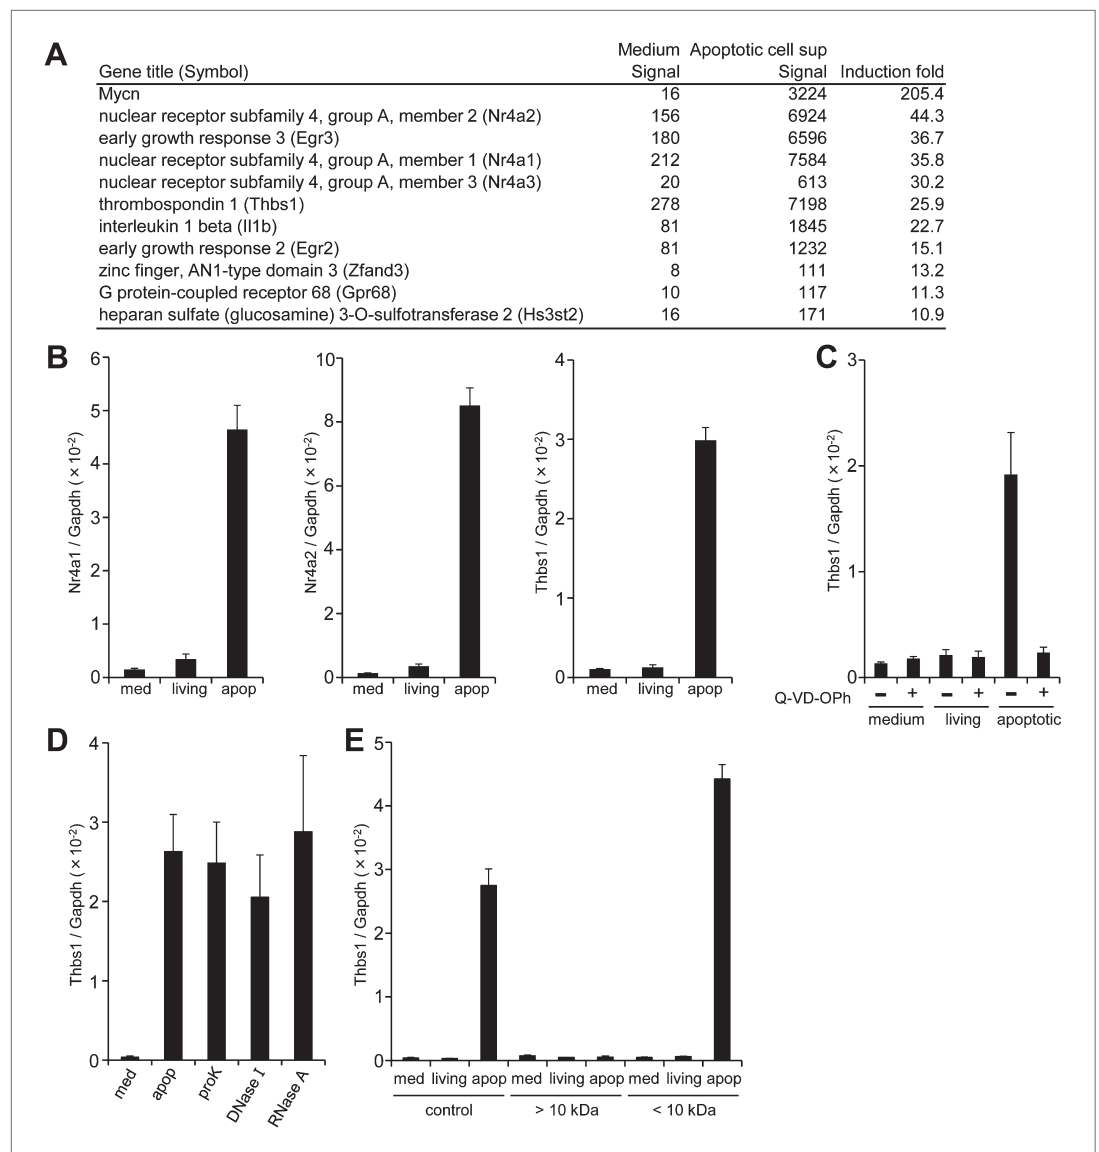 A
Medium Apoptotic cell sup
Gene title (Symbol) Signal Signal Induction fold
Mycn 16 3224 205.4
nuclear receptor subfamily 4, group A, member 2 (Nr4a2) 156 6924 44.3
early growth response 3 (Egr3) 180 6596 36.7
nuclear receptor subfamily 4, group A, member 1 (Nr4a1) 212 7584 35.8
nuclear receptor subfamily 4, group A, member 3 (Nr4a3) 20 613 30.2
thrombospondin 1 (Thbs1) 278 7198 25.9
interleukin 1 beta (Il1b) 81 1845 22.7
early growth response 2 (Egr2) 81 1232 15.1
zinc finger, AN1-type domain 3 (Zfand3) 8 111 13.2
G protein-coupled receptor 68 (Gpr68) 10 117 11.3
heparan sulfate (glucosamine) 3-O-sulfotransferase 2 (Hs3st2) 16 171 10.9
B
Nr4a1 / Gapdh (×10-2)
6
5
4
3
2
1
0
med living apop
Nr4a2 / Gapdh (×10-2)
10
8
6
4
2
0
med living apop
Thbs1 / Gapdh (×10-2)
4
3
2
1
0
med living apop
C
Thbs1 / Gapdh (×10-2)
3
2
1
0
Q-VD-OPh − + − + − +
medium living apoptotic
D
Thbs1 / Gapdh (×10-2)
4
3
2
1
0
med apop proK DNase I RNase A
E
Thbs1 / Gapdh (×10-2)
5
4
3
2
1
0
med living apop med living apop med living apop
control > 10 kDa < 10 kDa